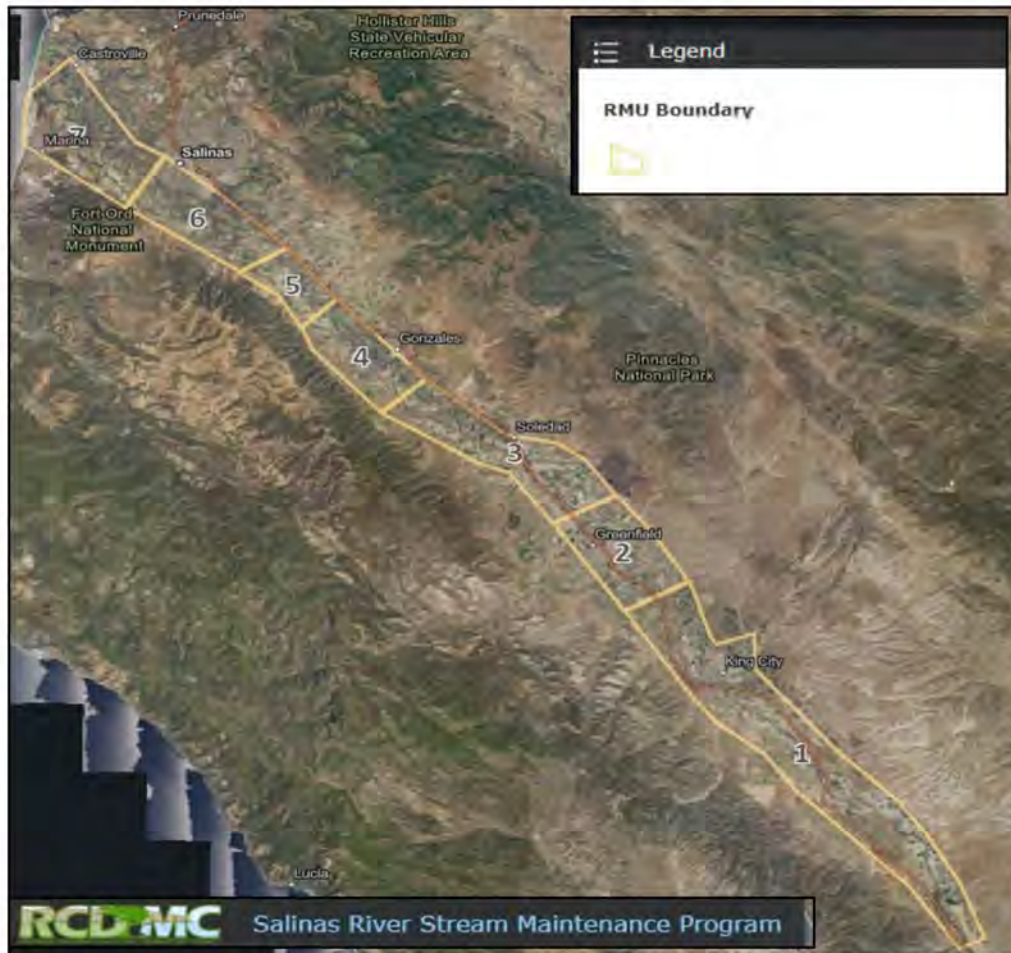 Prunedale
Hollister Hills
State Vehicular
Recreation Area
Legend
RMU Boundary
Castroville
7
Marina
Salinas
6
Fort Ord
National
Monument
5
4
Gonzales
Pinnacles
National Park
Soledad
3
Greenfield
2
King City
1
Lucia
RCD MC
Salinas River Stream Maintenance Program